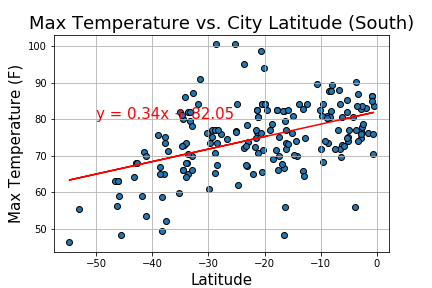 Max Temperature vs. City Latitude (South)
100
90
80
70
60
50
Max Temperature (F)
y = 0.34x + 82.05
−50 −40 −30 −20 −10 0
Latitude